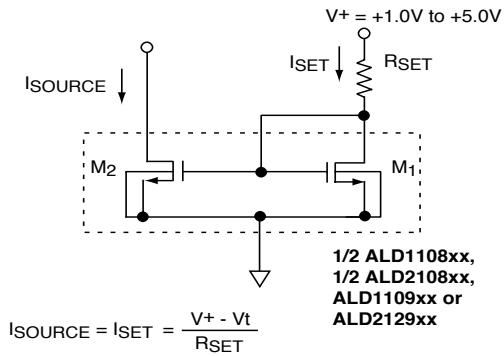 V+ = +1.0V to +5.0V
ISET
RSET
ISOURCE
M2
M1
1/2 ALD1108xx,
1/2 ALD2108xx,
ALD1109xx or
ALD2129xx
ISOURCE = ISET = V+ - Vt
RSET